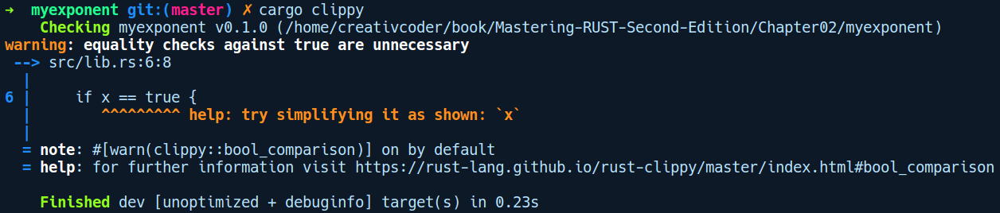 ➜  myexponent git:(master) ✗ cargo clippy
    Checking myexponent v0.1.0 (/home/creativcoder/book/Mastering-RUST-Second-Edition/Chapter02/myexponent)
warning: equality checks against true are unnecessary
 --> src/lib.rs:6:8
  |
6 |     if x == true {
  |        ^^^^^^^^^ help: try simplifying it as shown: `x`
  |
  = note: #[warn(clippy::bool_comparison)] on by default
  = help: for further information visit https://rust-lang.github.io/rust-clippy/master/index.html#bool_comparison
    Finished dev [unoptimized + debuginfo] target(s) in 0.23s